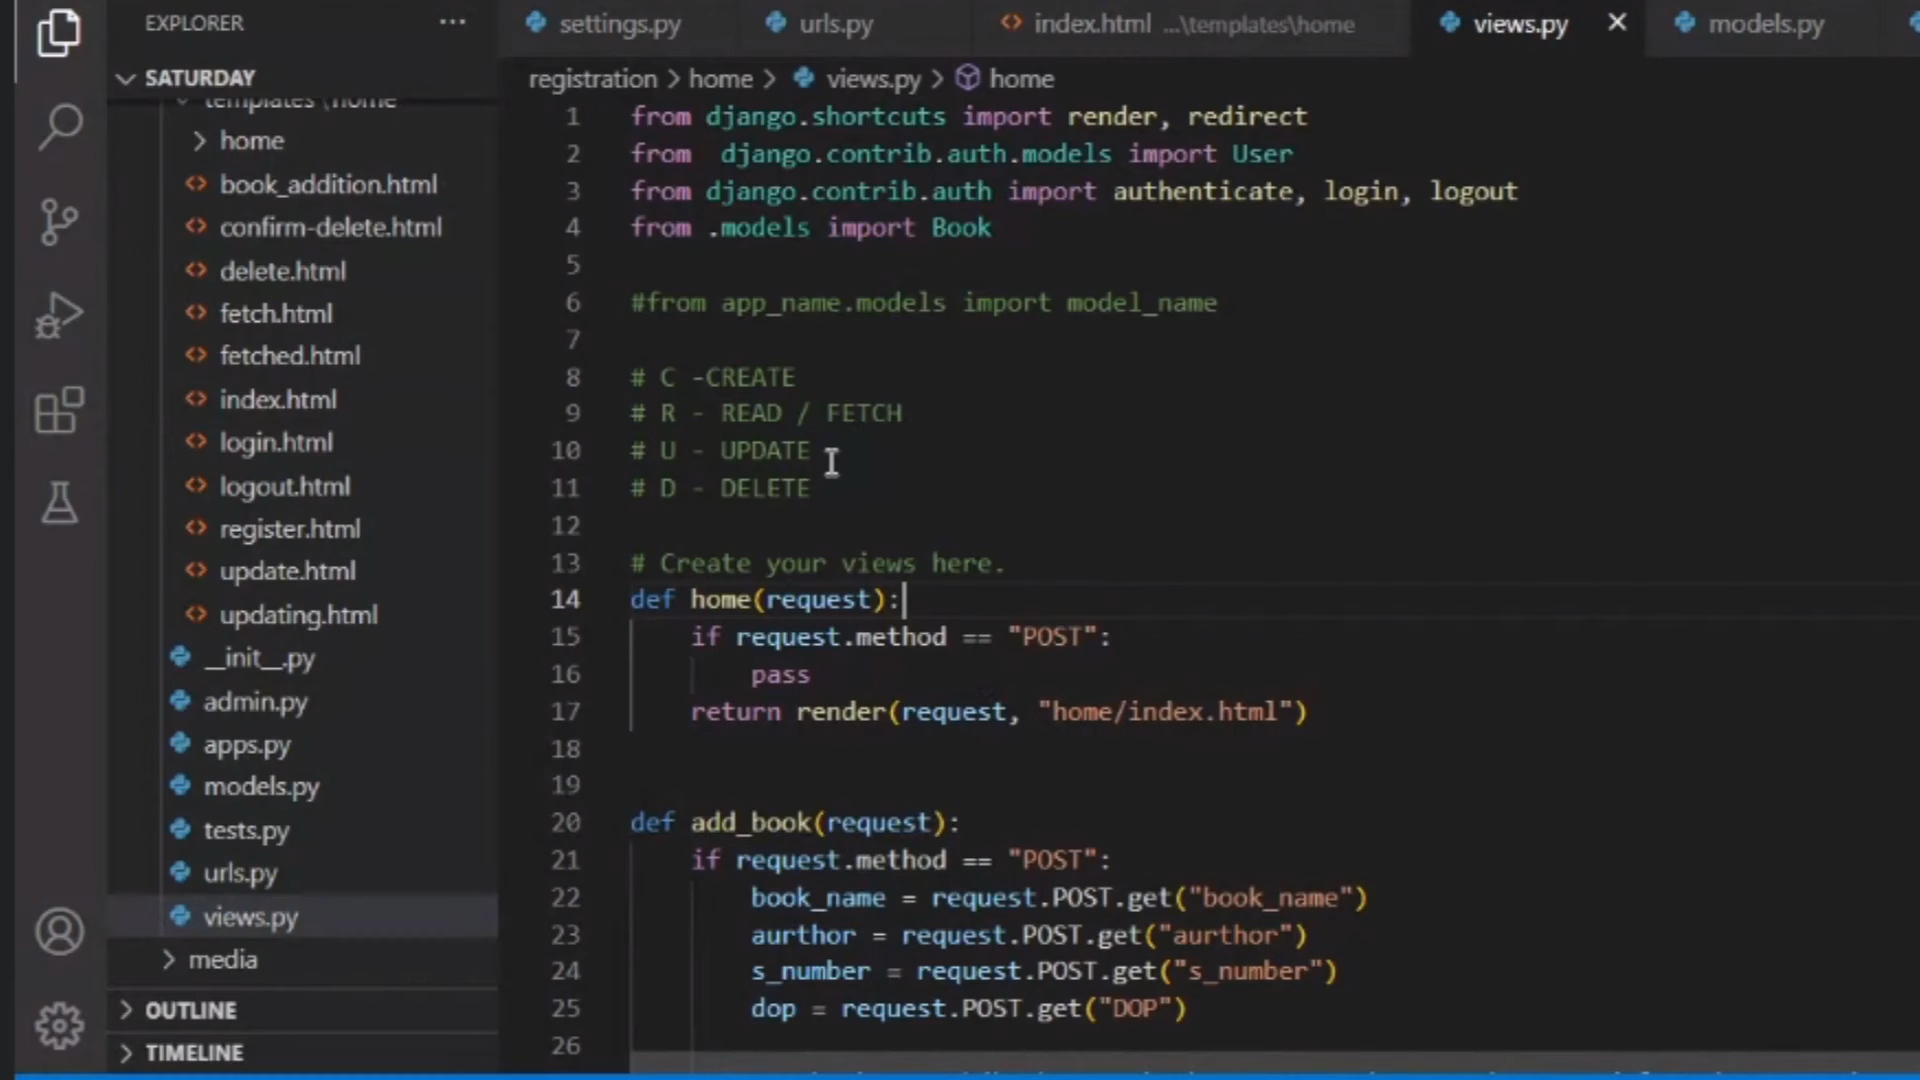 EXPLORER ...
SATURDAY
templates \home
home
book_addition.html
confirm-delete.html
delete.html
fetch.html
fetched.html
index.html
login.html
logout.html
register.html
update.html
updating.html
__init__.py
admin.py
apps.py
models.py
tests.py
urls.py
views.py
media
OUTLINE
TIMELINE
settings.py urls.py index.html ...\templates\home views.py models.py
registration > home > views.py > home
1 from django.shortcuts import render, redirect
2 from  django.contrib.auth.models import User
3 from django.contrib.auth import authenticate, login, logout
4 from .models import Book
5
6 #from app_name.models import model_name
7
8 # C -CREATE
9 # R - READ / FETCH
10 # U - UPDATE
11 # D - DELETE
12
13 # Create your views here.
14 def home(request):
15     if request.method == "POST":
16         pass
17     return render(request, "home/index.html")
18
19
20 def add_book(request):
21     if request.method == "POST":
22         book_name = request.POST.get("book_name")
23         aurthor = request.POST.get("aurthor")
24         s_number = request.POST.get("s_number")
25         dop = request.POST.get("DOP")
26